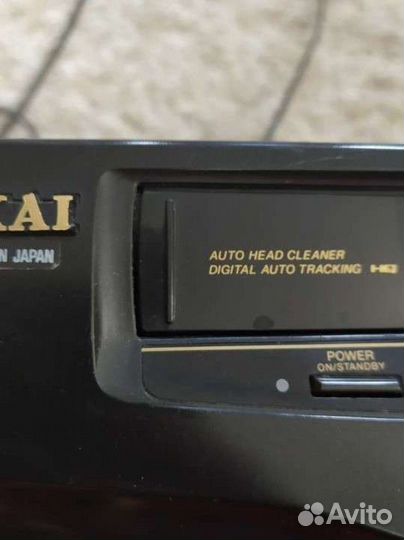 KAI
N JAPAN
AUTO HEAD CLEANER
DIGITAL AUTO TRACKING
POWER
ON/STANDBY
Avito